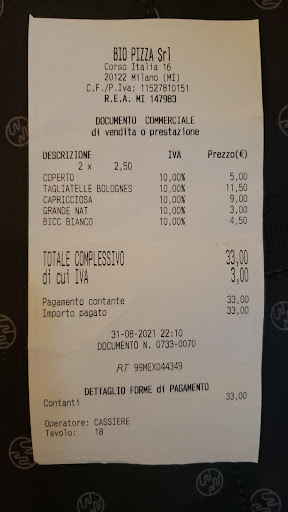 BIO PIZZA Srl
Corso Italia 16
20122 Milano (MI)
C.F./P.Iva: 11527810151
R.E.A. MI 147983
DOCUMENTO COMMERCIALE
di vendita o prestazione
DESCRIZIONE IVA Prezzo(€)
2 x 2,50
COPERTO 10,00% 5,00
TAGLIATELLE BOLOGNES 10,00% 11,50
CAPRICCIOSA 10,00% 9,00
GRANDE NAT 10,00% 3,00
BICC BIANCO 10,00% 4,50
TOTALE COMPLESSIVO 33,00
di cui IVA 3,00
Pagamento contante 33,00
Importo pagato 33,00
31-08-2021 22:10
DOCUMENTO N. 0733-0070
RT 99MEX044349
DETTAGLIO FORME di PAGAMENTO
Contanti 33,00
Operatore: CASSIERE
Tavolo: 18